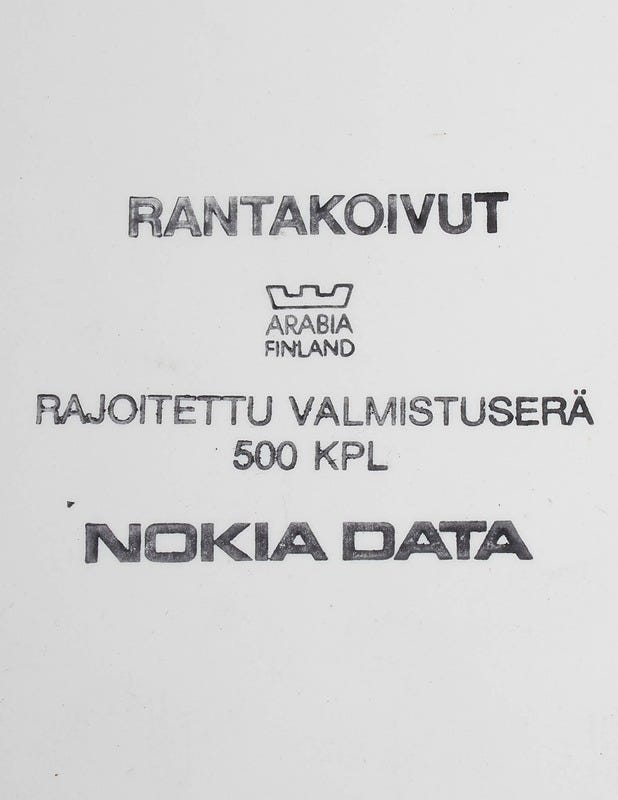 RANTAKOIVUT
ARABIA
FINLAND
RAJOITETTU VALMISTUSERÄ
500 KPL
NOKIA DATA